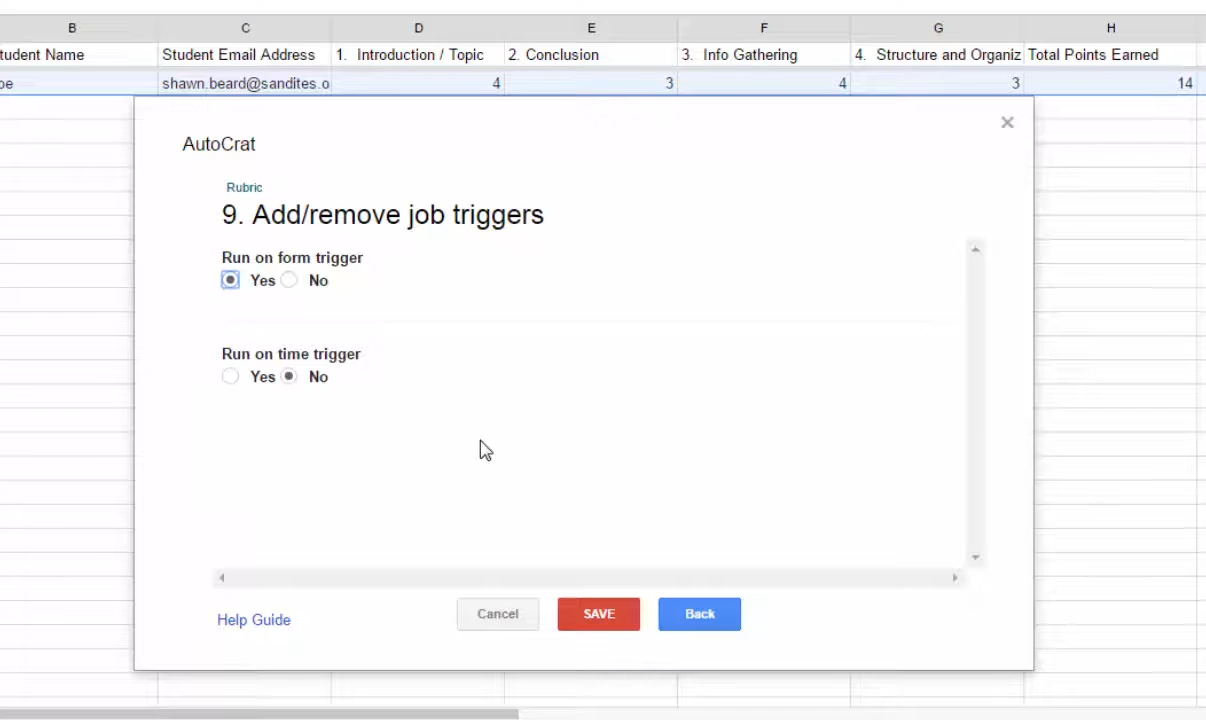 B C D E F G H
tudent Name Student Email Address 1. Introduction / Topic 2. Conclusion 3. Info Gathering 4. Structure and Organiz Total Points Earned
oe shawn.beard@sandites.o 4 3 4 3 14
AutoCrat
Rubric
9. Add/remove job triggers
Run on form trigger
Yes No
Run on time trigger
Yes No
Help Guide Cancel SAVE Back